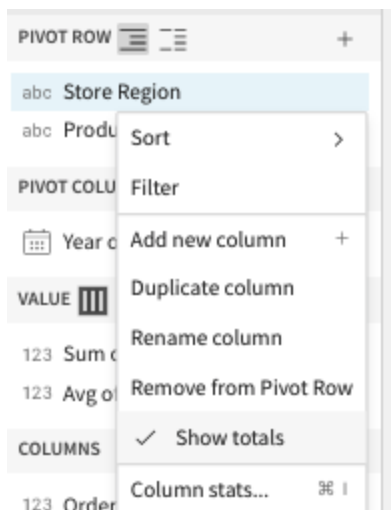 PIVOT ROW +
abc Store Region
abc Produ
Sort
Filter
PIVOT COLU
Add new column +
Year
Duplicate column
VALUE
Rename column
123 Sum
Remove from Pivot Row
123 Avg
Show totals
COLUMNS
Column stats... ⌘ I
123 Order